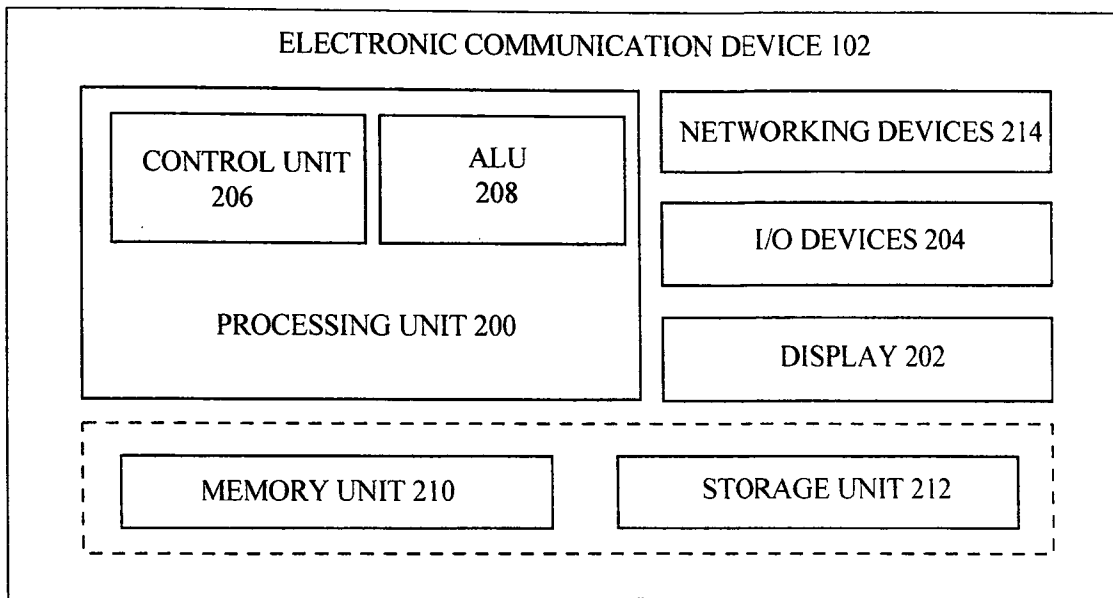 ELECTRONIC COMMUNICATION DEVICE 102
CONTROL UNIT
206
ALU
208
PROCESSING UNIT 200
NETWORKING DEVICES 214
I/O DEVICES 204
DISPLAY 202
MEMORY UNIT 210
STORAGE UNIT 212